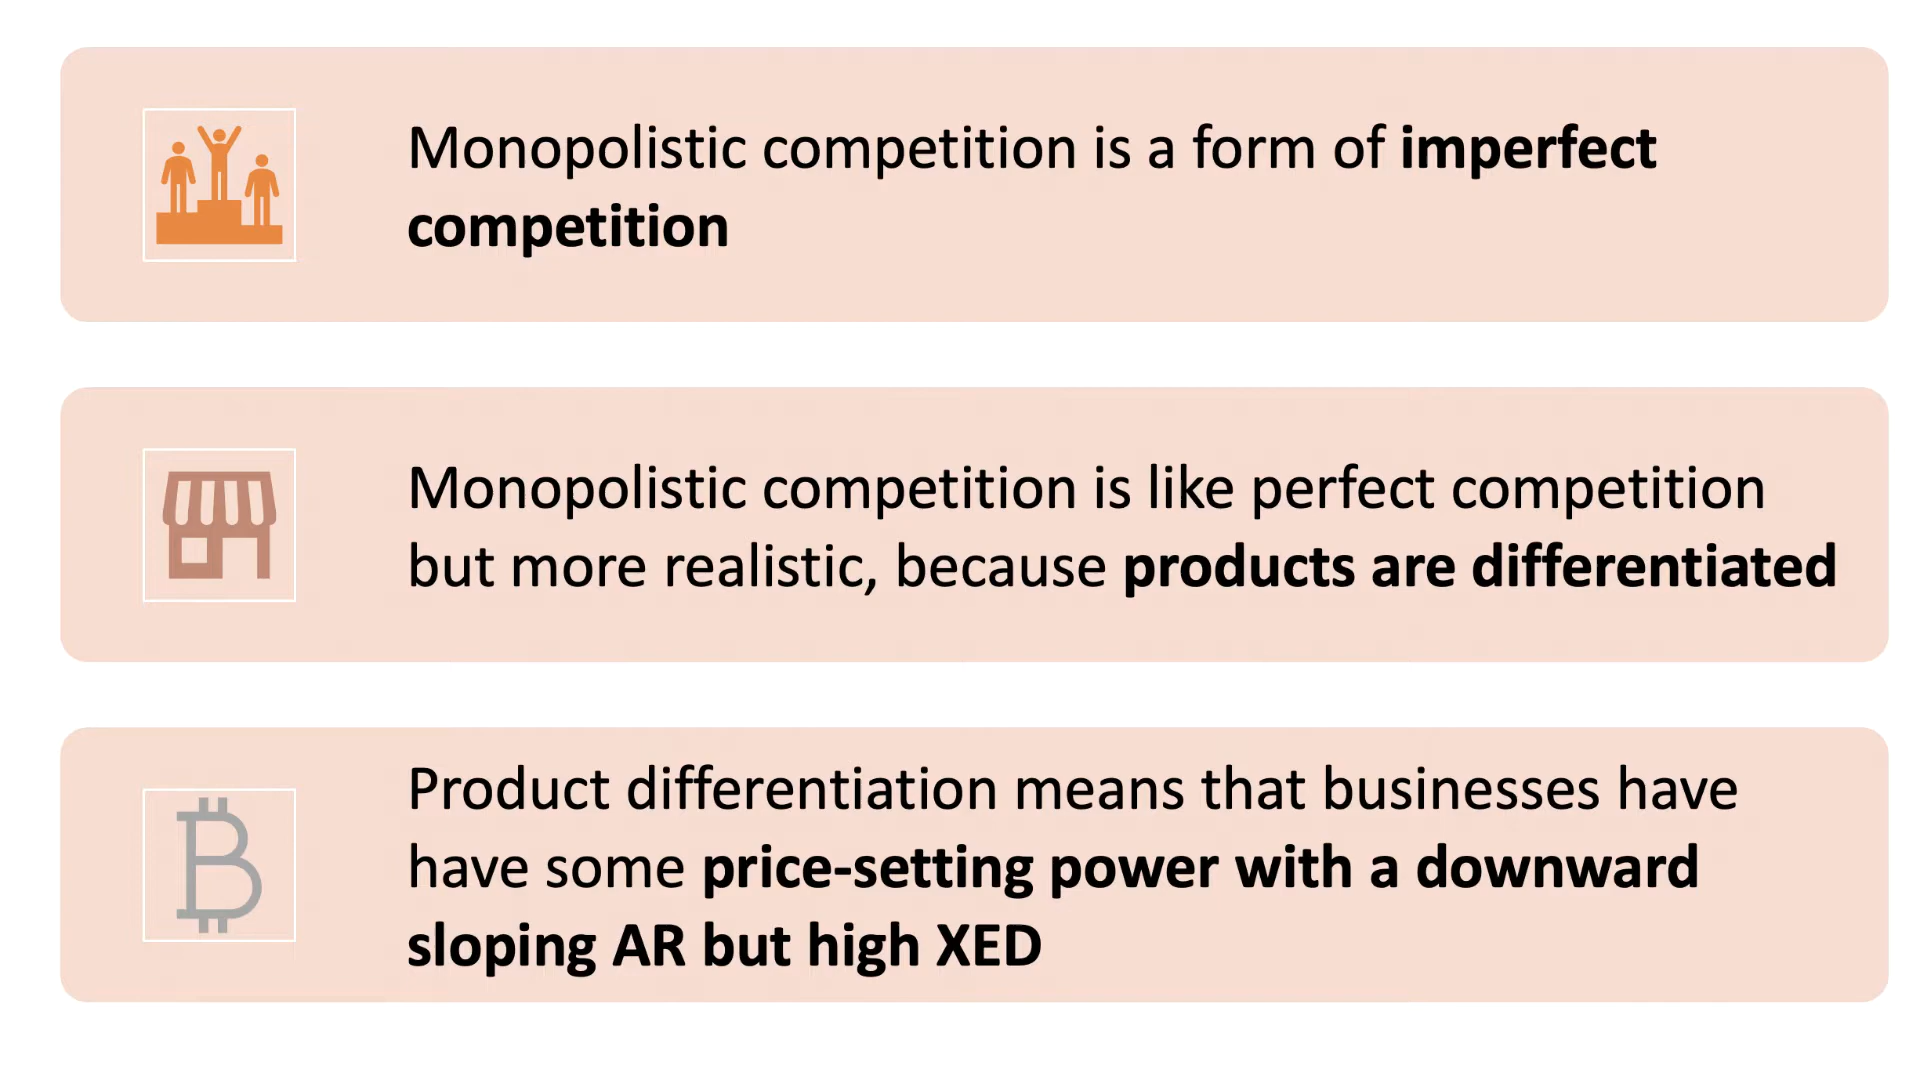 Monopolistic competition is a form of imperfect
competition
Monopolistic competition is like perfect competition
but more realistic, because products are differentiated
Product differentiation means that businesses have
have some price-setting power with a downward
sloping AR but high XED